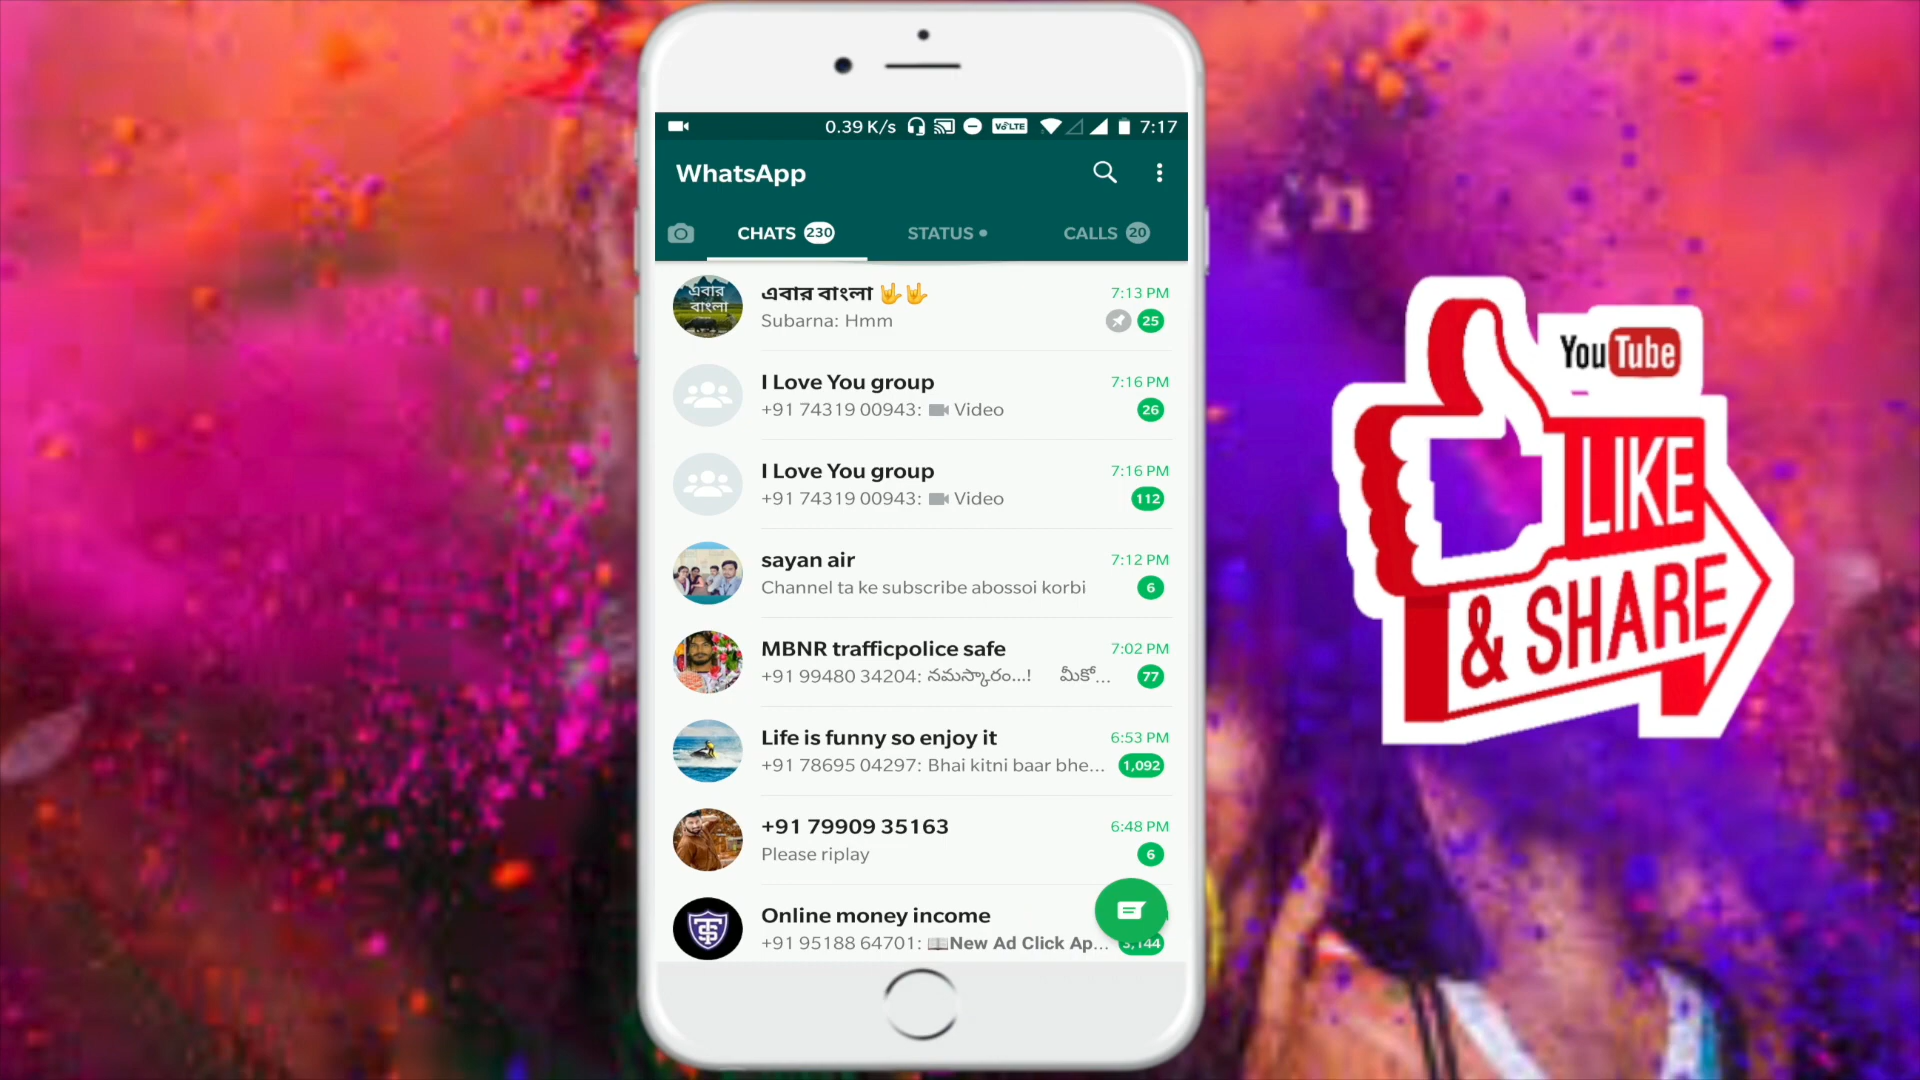 0.39 K/s VoLTE 7:17
WhatsApp
CHATS 230 STATUS • CALLS 20
এবার
বাংলা
এবার বাংলা 🤟🤟 7:13 PM
Subarna: Hmm 25
I Love You group 7:16 PM
+91 74319 00943: Video 26
I Love You group 7:16 PM
+91 74319 00943: Video 112
sayan air 7:12 PM
Channel ta ke subscribe abossoi korbi 6
MBNR trafficpolice safe 7:02 PM
+91 99480 34204: నమస్కారం...! మీకో... 77
Life is funny so enjoy it 6:53 PM
+91 78695 04297: Bhai kitni baar bhe... 1,092
+91 79909 35163 6:48 PM
Please riplay 6
Online money income
+91 95188 64701: 📖New Ad Click Ap... 3,144
YouTube
LIKE
& SHARE